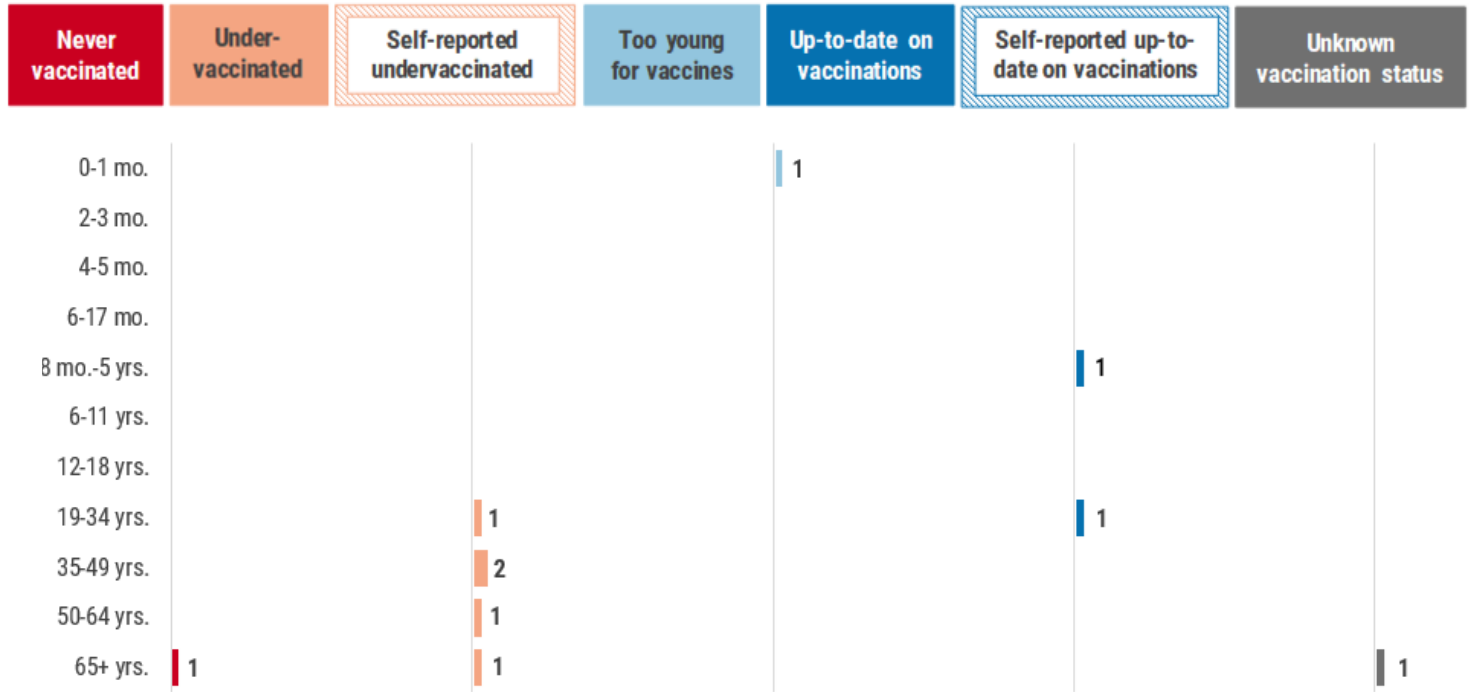 Never
vaccinated
Under-
vaccinated
Self-reported
undervaccinated
Too young
for vaccines
Up-to-date on
vaccinations
Self-reported up-to-
date on vaccinations
Unknown
vaccination status
0-1 mo. 1
2-3 mo.
4-5 mo.
6-17 mo.
8 mo.-5 yrs. 1
6-11 yrs.
12-18 yrs.
19-34 yrs. 1 1
35-49 yrs. 2
50-64 yrs. 1
65+ yrs. 1 1 1